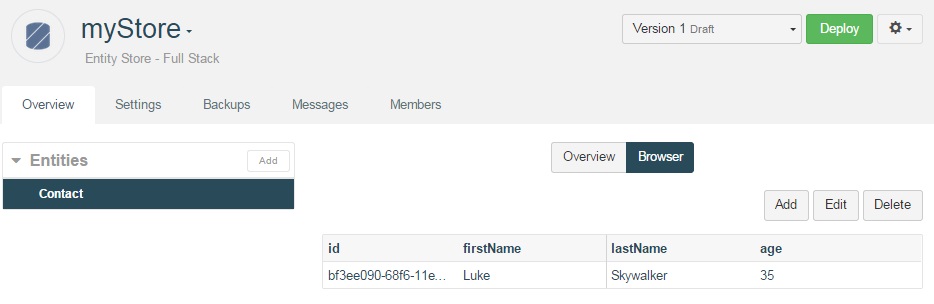 myStore
Version 1 Draft
Deploy
Entity Store - Full Stack
Overview Settings Backups Messages Members
Entities
Add
Overview Browser
Contact
Add Edit Delete
id firstName lastName age
bf3ee090-68f6-11e... Luke Skywalker 35